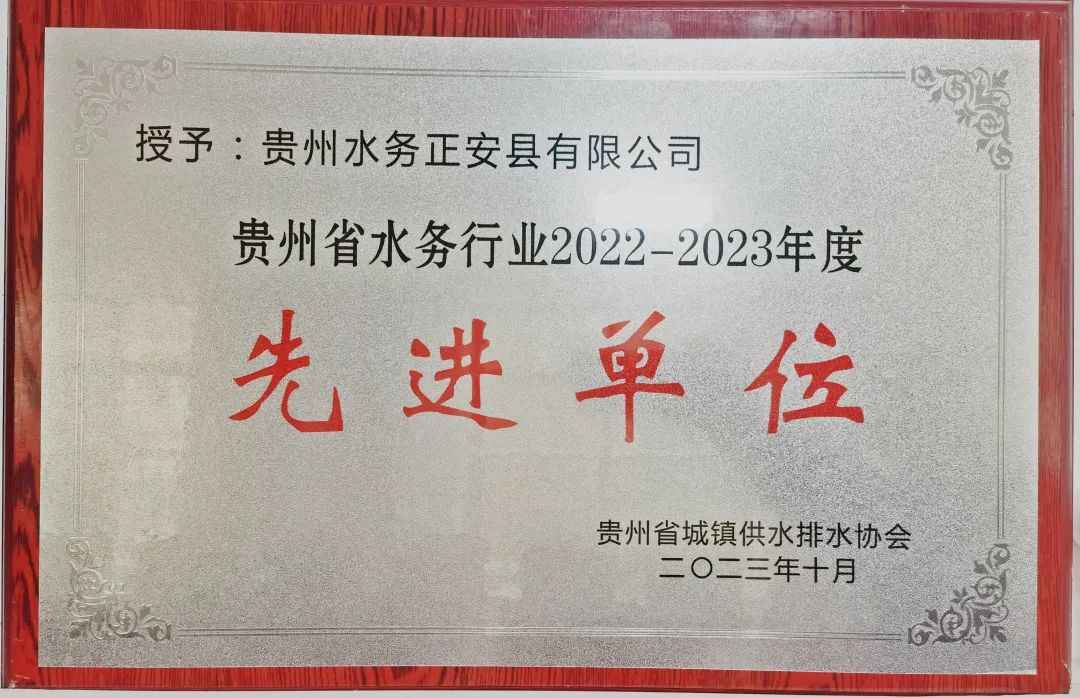 授予：贵州水务正安县有限公司
贵州省水务行业2022-2023年度
先进单位
贵州省城镇供水排水协会
二〇二三年十月